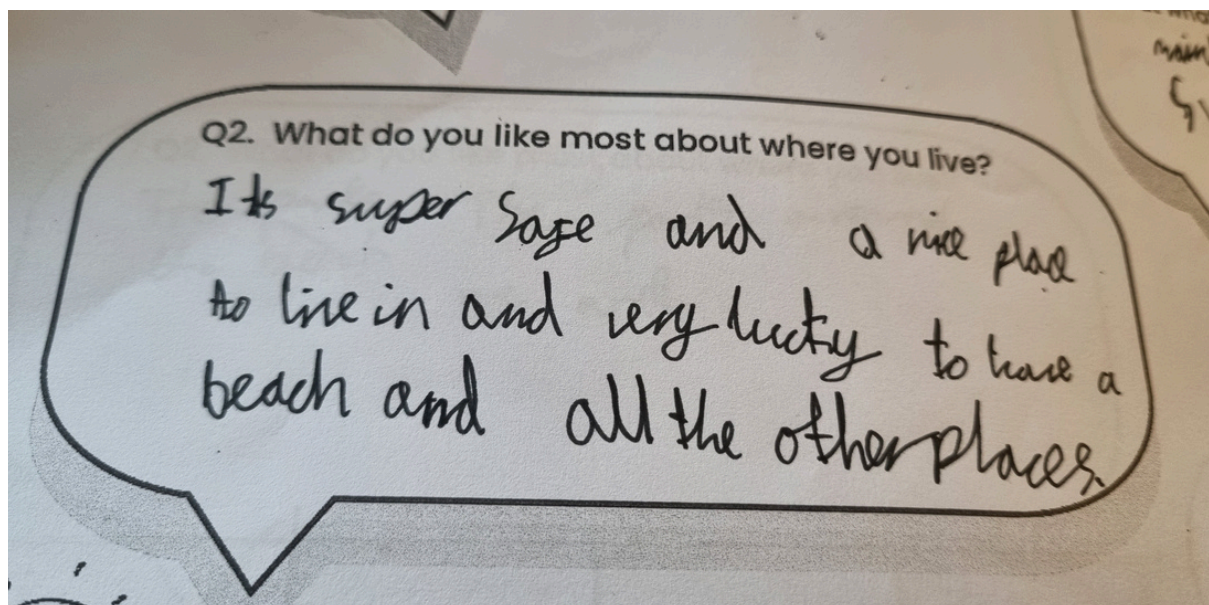 Q2. What do you like most about where you live?
Its super safe and a nice place
to live in and very lucky to have a
beach and all the other places.